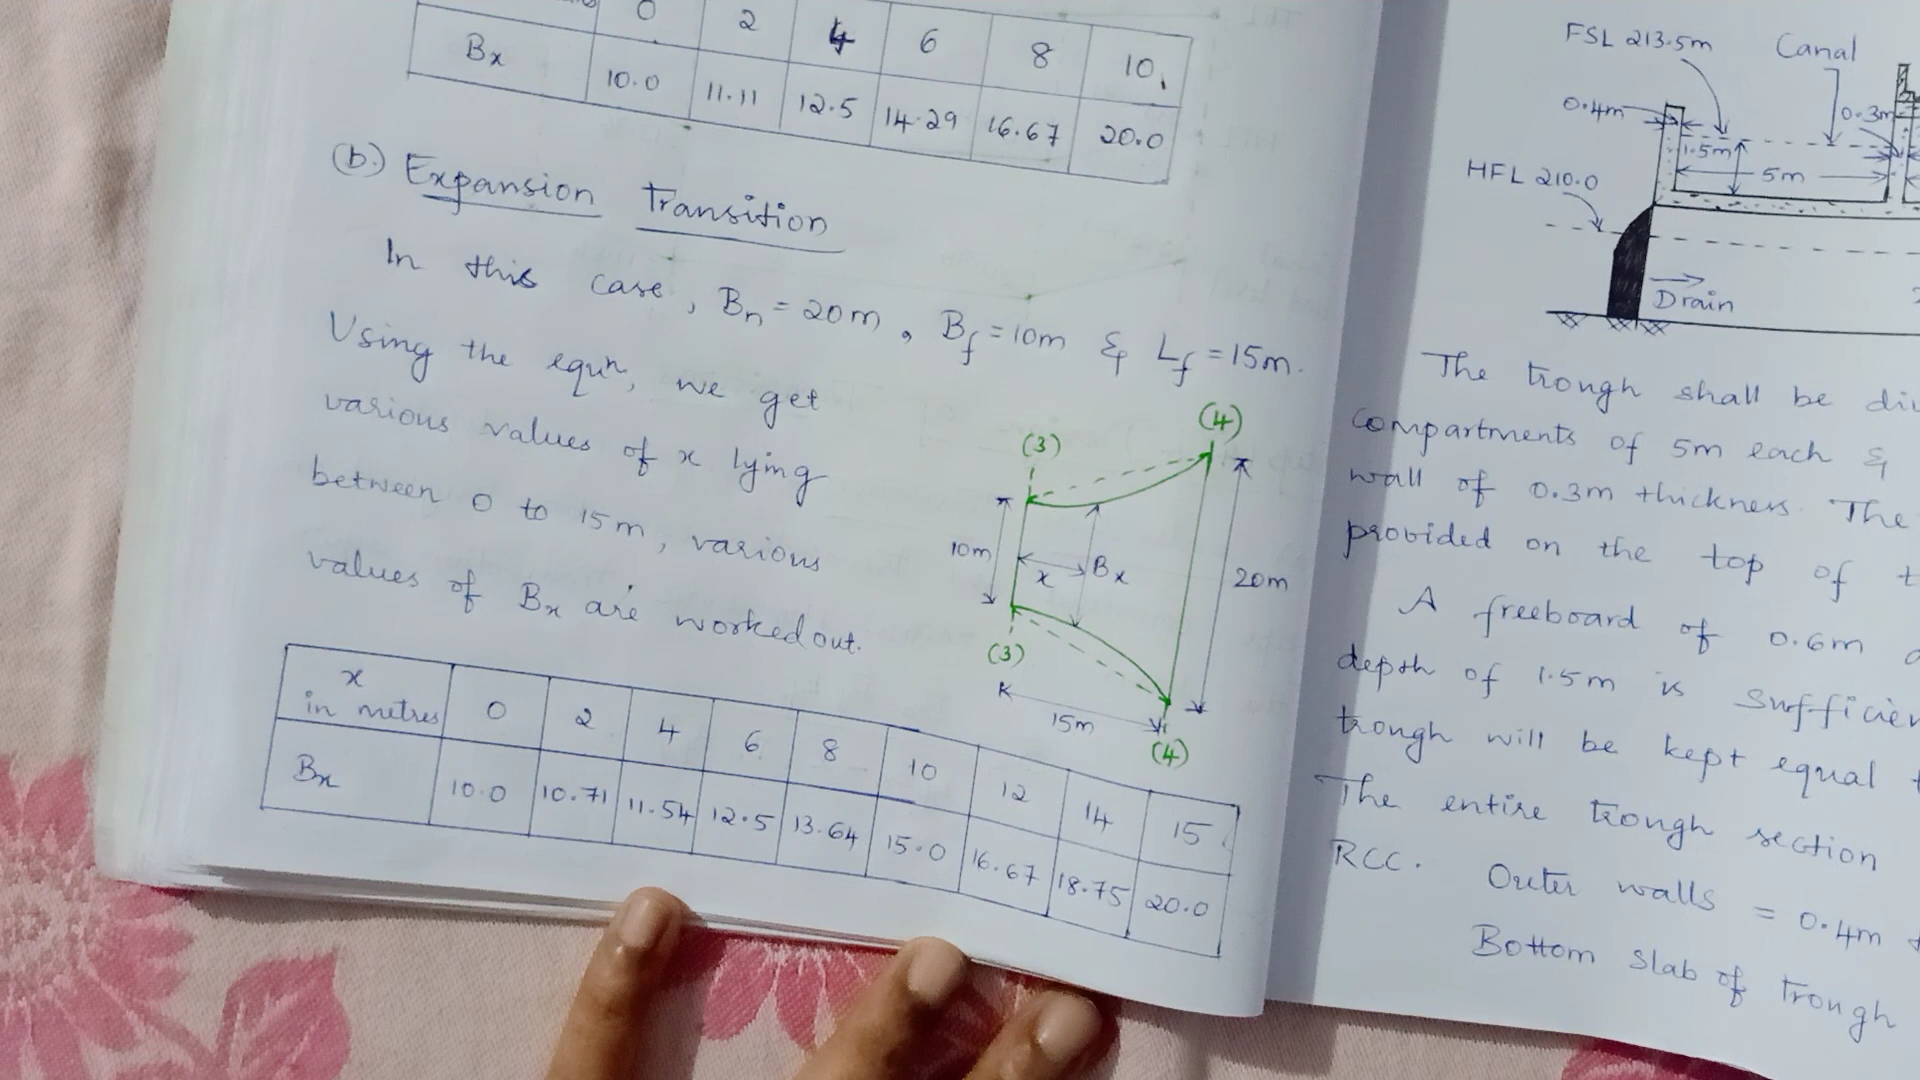 0 2 4 6 8 10
Bx 10.0 11.11 12.5 14.29 16.67 20.0
(b.) Expansion Transition
In this case, Bn = 20m, Bf = 10m & Lf = 15m.
Using the equn, we get
various values of x lying
between 0 to 15m, various
values of Bx are worked out.
(3) (4)
10m x Bx 20m
(3)
15m
(4)
x in metres 0 2 4 6 8 10 12 14 15
Bx 10.0 10.71 11.54 12.5 13.64 15.0 16.67 18.75 20.0
FSL 213.5m Canal
0.4m 0.3m
1.5m
HFL 210.0 5m
Drain
The trough shall be
compartments of 5m each &
wall of 0.3m thickness. The
provided on the top of
A freeboard of 0.6m
depth of 1.5m is
trough will be kept equal
The entire trough section
RCC. Outer walls = 0.4m
Bottom slab of trough